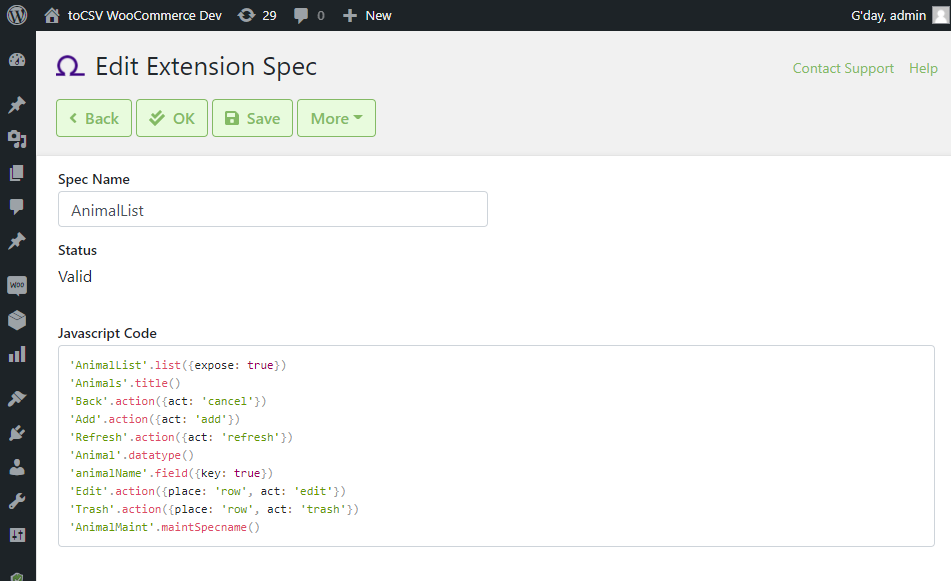 toCSV WooCommerce Dev 29 0 New G'day, admin
Ω Edit Extension Spec
Contact Support Help
Back OK Save More
Spec Name
AnimalList
Status
Valid
WOO
Javascript Code
'AnimalList'.list({expose: true})
'Animals'.title()
'Back'.action({act: 'cancel'})
'Add'.action({act: 'add'})
'Refresh'.action({act: 'refresh'})
'Animal'.datatype()
'animalName'.field({key: true})
'Edit'.action({place: 'row', act: 'edit'})
'Trash'.action({place: 'row', act: 'trash'})
'AnimalMaint'.maintSpecname()